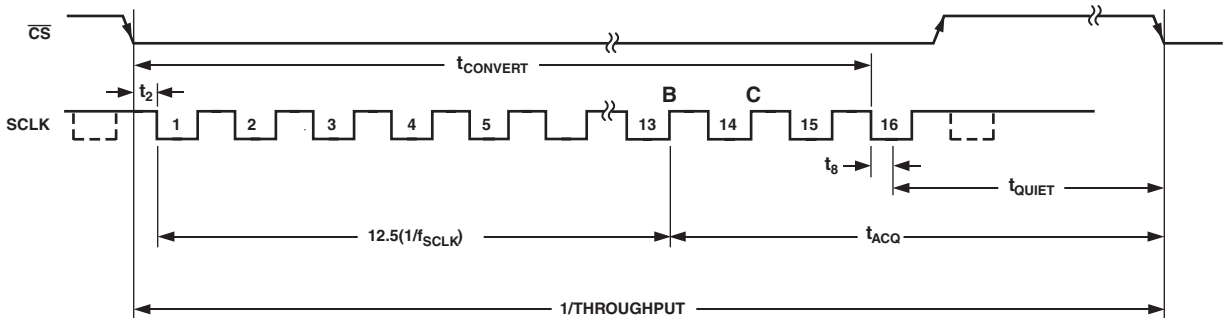 CS
tCONVERT
t2
B
C
SCLK
1
2
3
4
5
13
14
15
16
t8
tQUIET
12.5(1/fSCLK)
tACQ
1/THROUGHPUT